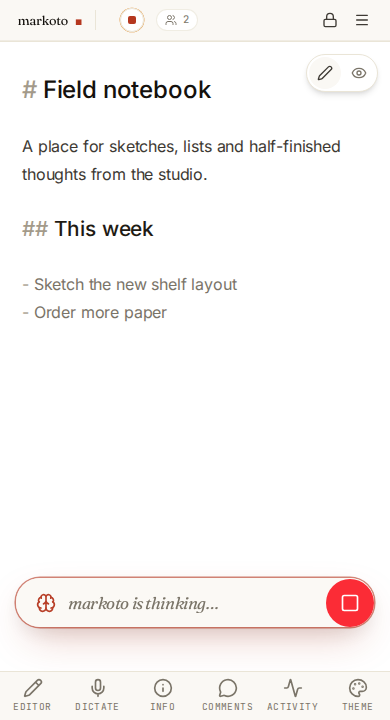 markoto
2
# Field notebook
A place for sketches, lists and half-finished
thoughts from the studio.
## This week
- Sketch the new shelf layout
- Order more paper
markoto is thinking...
EDITOR DICTATE INFO COMMENTS ACTIVITY THEME